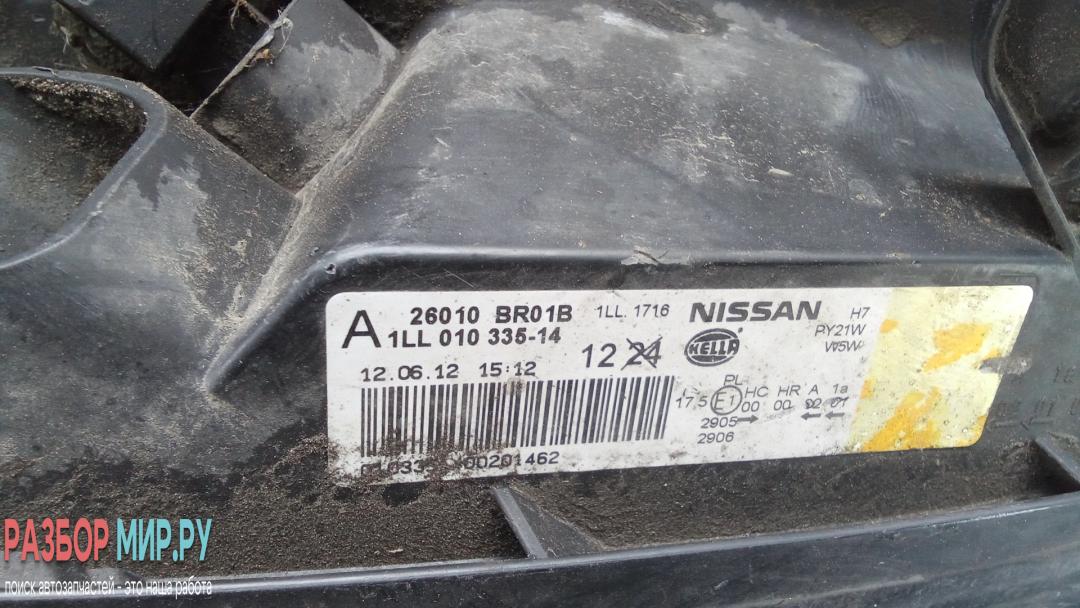 A
26010 BR01B
1LL. 1716
NISSAN
H7
1LL 010 335-14
12 24
HELLA
PY21W
W5W
12.06.12 15:12
PL HC HR A 1a
17.5 E1 00 00 02 01
2905
2906
00201462
РАЗБОР МИР.РУ
поиск автозапчастей - это наша работа